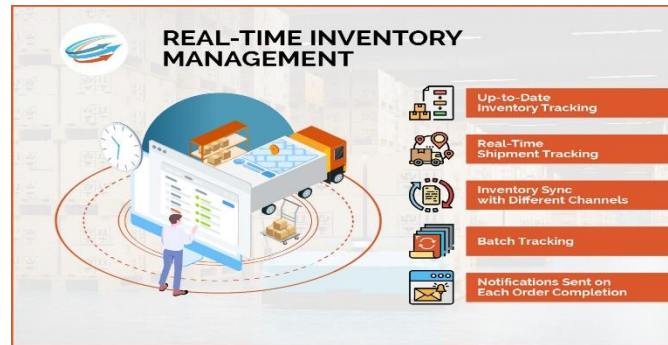 REAL-TIME INVENTORY
MANAGEMENT
Up-to-Date
Inventory Tracking
Real-Time
Shipment Tracking
Inventory Sync
with Different Channels
Batch Tracking
Notifications Sent on
Each Order Completion